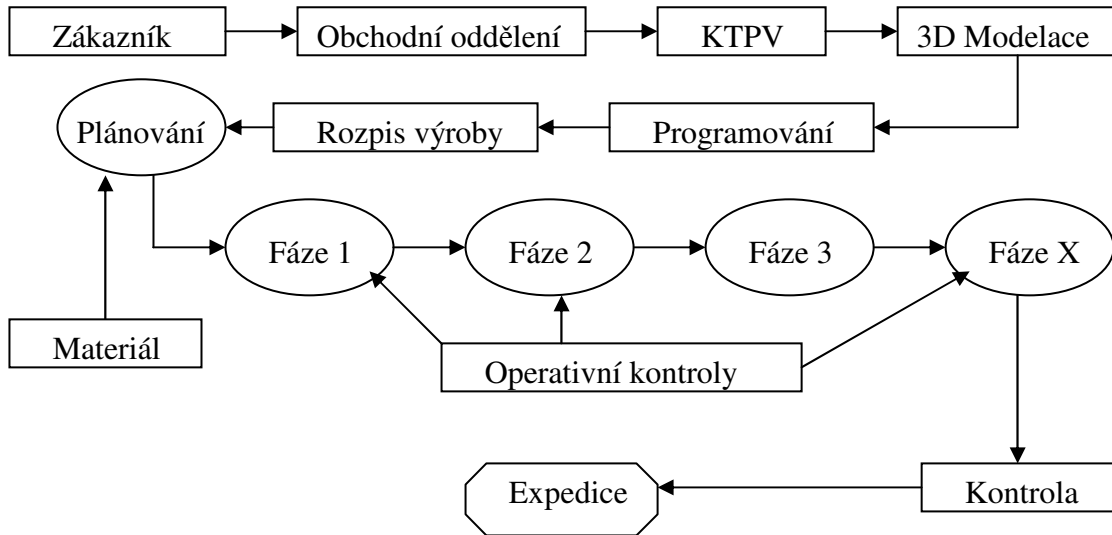 Zákazník
Obchodní oddělení
KTPV
3D Modelace
Plánování
Rozpis výroby
Programování
Fáze 1
Fáze 2
Fáze 3
Fáze X
Materiál
Operativní kontroly
Expedice
Kontrola